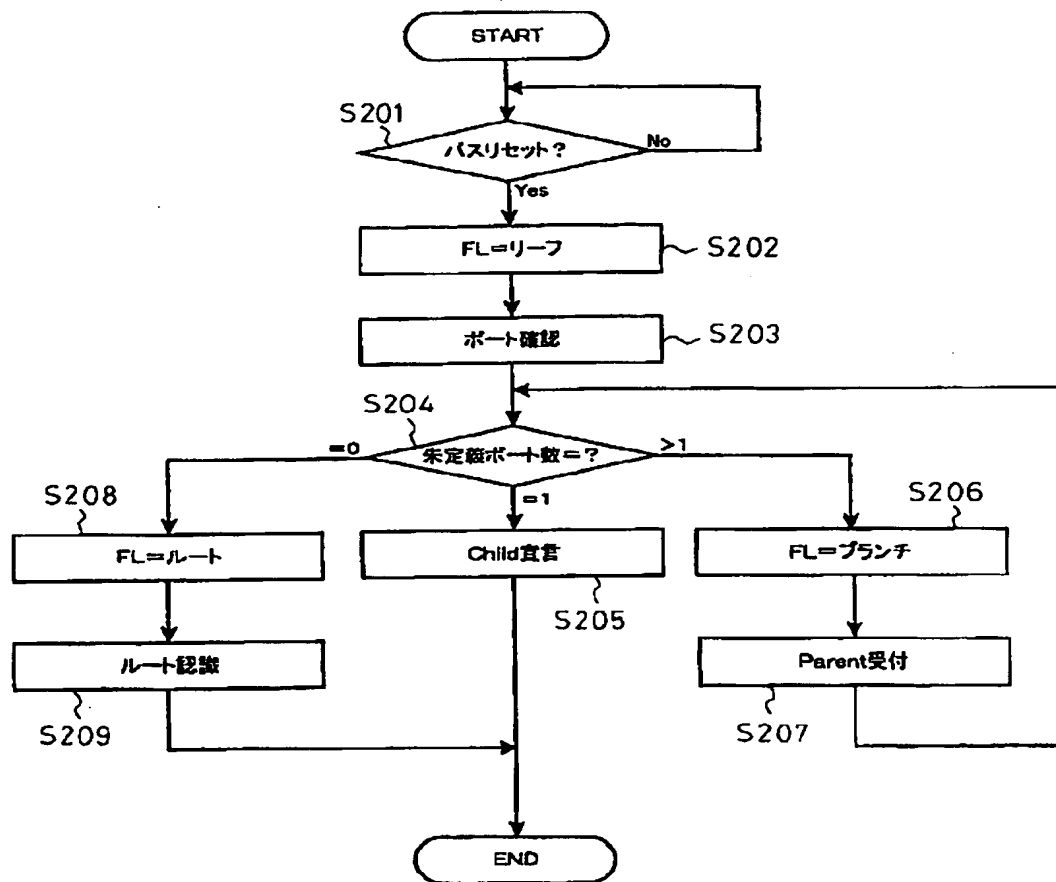 START
S201
バスリセット?
No
Yes
FL=リーフ
S202
ポート確認
S203
S204
=0
未定義ポート数=?
>1
=1
S208
FL=ルート
Child宣言
S205
S206
FL=ブランチ
ルート認識
S209
Parent受付
S207
END